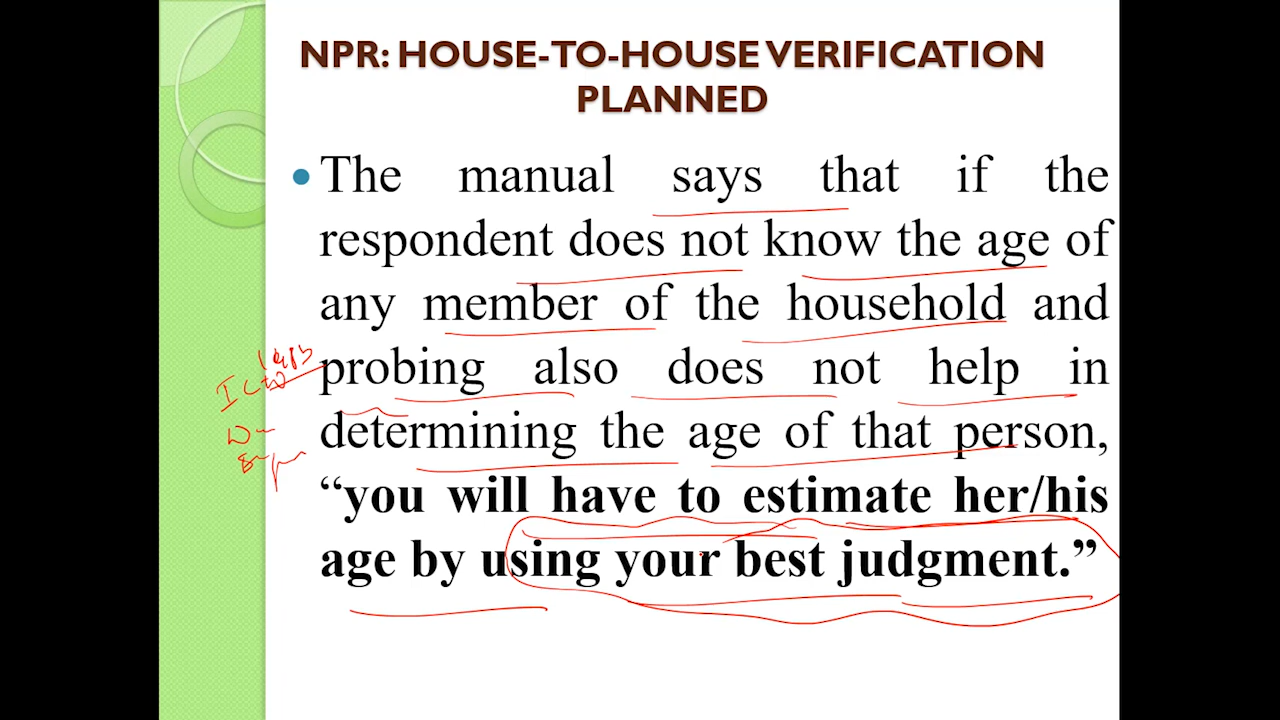 NPR: HOUSE-TO-HOUSE VERIFICATION
PLANNED
The manual says that if the
respondent does not know the age of
any member of the household and
probing also does not help in
determining the age of that person,
“you will have to estimate her/his
age by using your best judgment.”